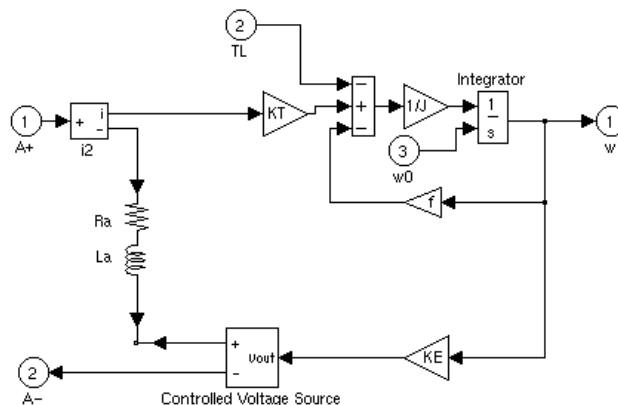 2
TL
Integrator
1
A+
+
i
−
i2
KT
−
+
−
1/J
1
s
1
w
3
w0
f
Ra
La
2
A−
+
−
Vout
KE
Controlled Voltage Source